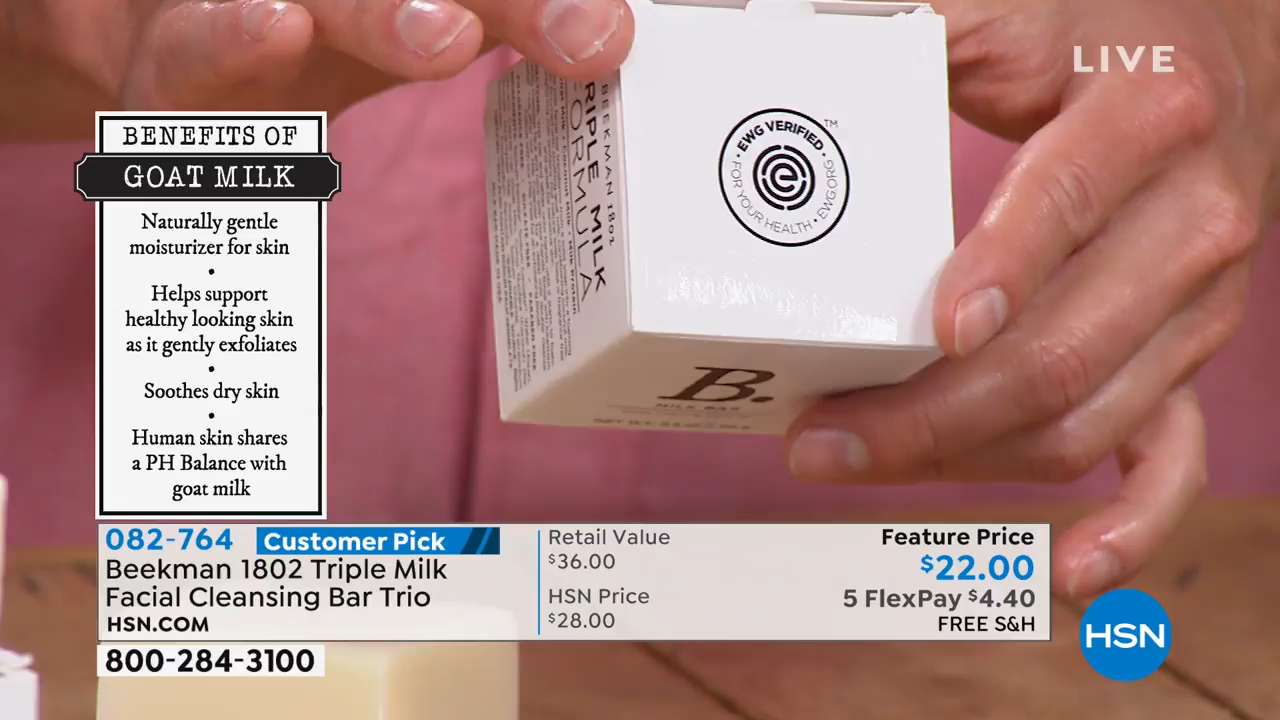 LIVE
BENEFITS OF
GOAT MILK
Naturally gentle
moisturizer for skin
•
Helps support
healthy looking skin
as it gently exfoliates
•
Soothes dry skin
•
Human skin shares
a PH Balance with
goat milk
BEEKMAN 1802
TRIPLE MILK
FORMULA
• EWG VERIFIED • ™
FOR YOUR HEALTH • EWG.ORG
B.
MILK BAR
082-764
Customer Pick
Beekman 1802 Triple Milk
Facial Cleansing Bar Trio
HSN.COM
Retail Value
$36.00
HSN Price
$28.00
Feature Price
$22.00
5 FlexPay $4.40
FREE S&H
HSN
800-284-3100